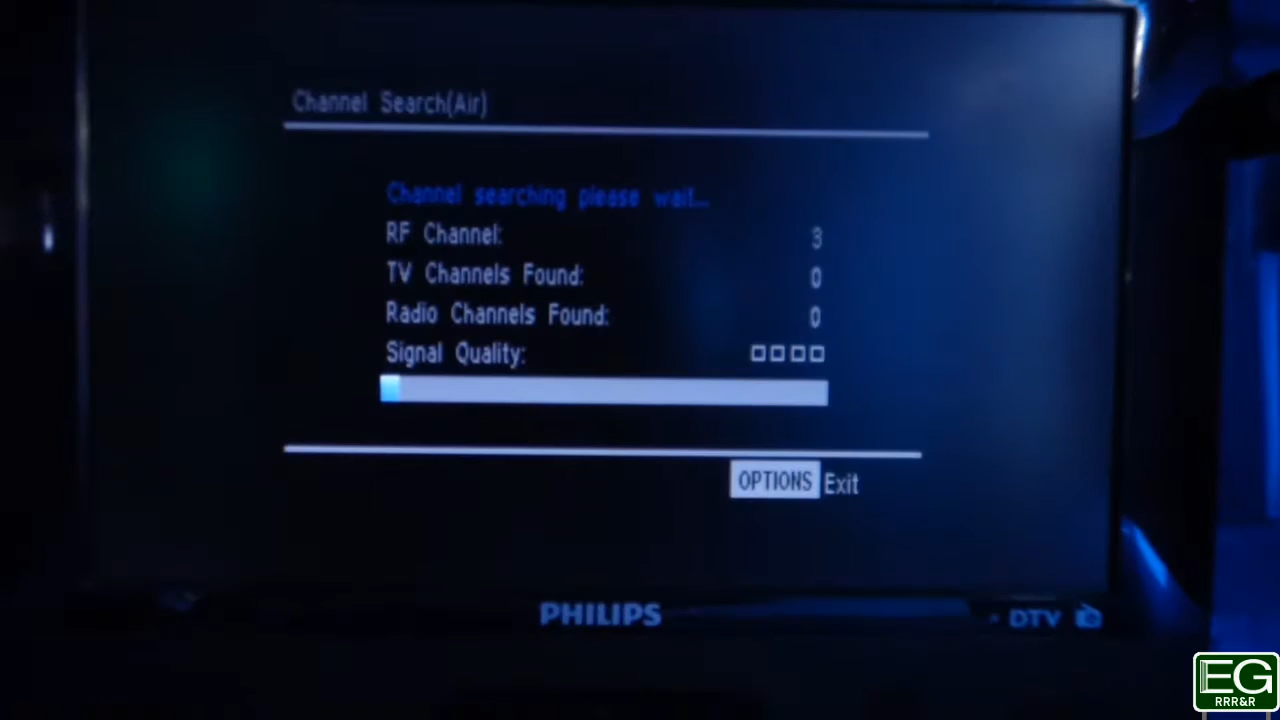 Channel Search(Air)
Channel searching please wait...
RF Channel: 3
TV Channels Found: 0
Radio Channels Found: 0
Signal Quality:
OPTIONS Exit
PHILIPS
DTV
EG
RRR&R